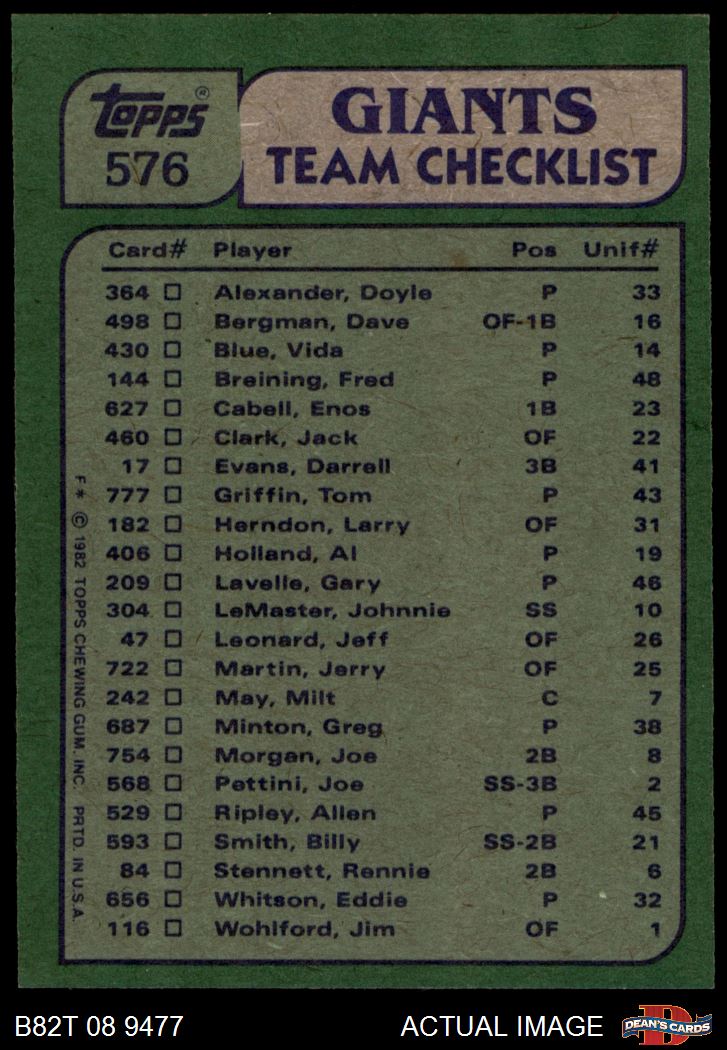 topps®
576
GIANTS
TEAM CHECKLIST
Card# Player Pos Unif#
364 Alexander, Doyle P 33
498 Bergman, Dave OF-1B 16
430 Blue, Vida P 14
144 Breining, Fred P 48
627 Cabell, Enos 1B 23
460 Clark, Jack OF 22
17 Evans, Darrell 3B 41
777 Griffin, Tom P 43
182 Herndon, Larry OF 31
406 Holland, Al P 19
209 Lavelle, Gary P 46
304 LeMaster, Johnnie SS 10
47 Leonard, Jeff OF 26
722 Martin, Jerry OF 25
242 May, Milt C 7
687 Minton, Greg P 38
754 Morgan, Joe 2B 8
568 Pettini, Joe SS-3B 2
529 Ripley, Allen P 45
593 Smith, Billy SS-2B 21
84 Stennett, Rennie 2B 6
656 Whitson, Eddie P 32
116 Wohlford, Jim OF 1
F* © 1982 TOPPS CHEWING GUM, INC. PRTD. IN U.S.A.
B82T 08 9477 ACTUAL IMAGE
D
DEAN'S CARDS